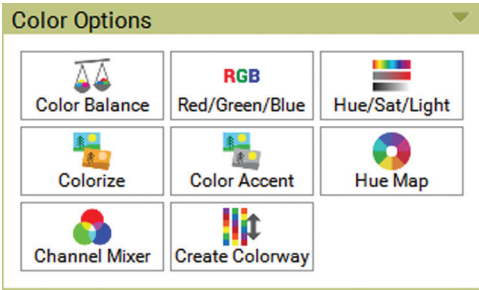 Color Options
RGB
Color Balance Red/Green/Blue Hue/Sat/Light
Colorize Color Accent Hue Map
Channel Mixer Create Colorway